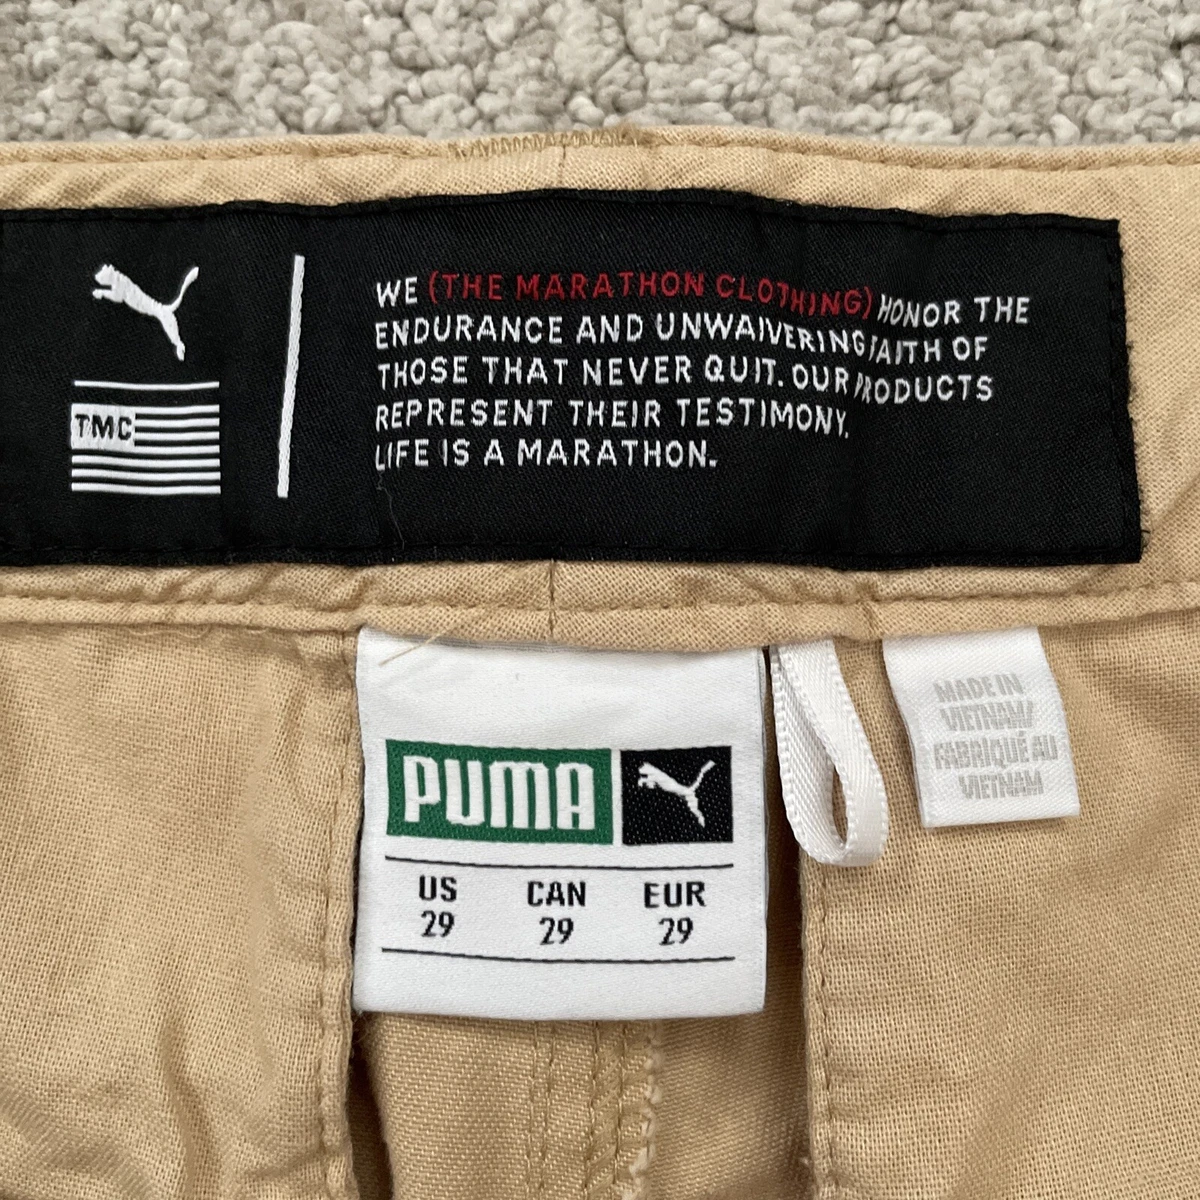 WE (THE MARATHON CLOTHING) HONOR THE
ENDURANCE AND UNWAIVERING FAITH OF
THOSE THAT NEVER QUIT. OUR PRODUCTS
REPRESENT THEIR TESTIMONY.
LIFE IS A MARATHON.
TMC
PUMA
US CAN EUR
29 29 29
MADE IN
VIETNAM/
FABRIQUÉ AU
VIETNAM